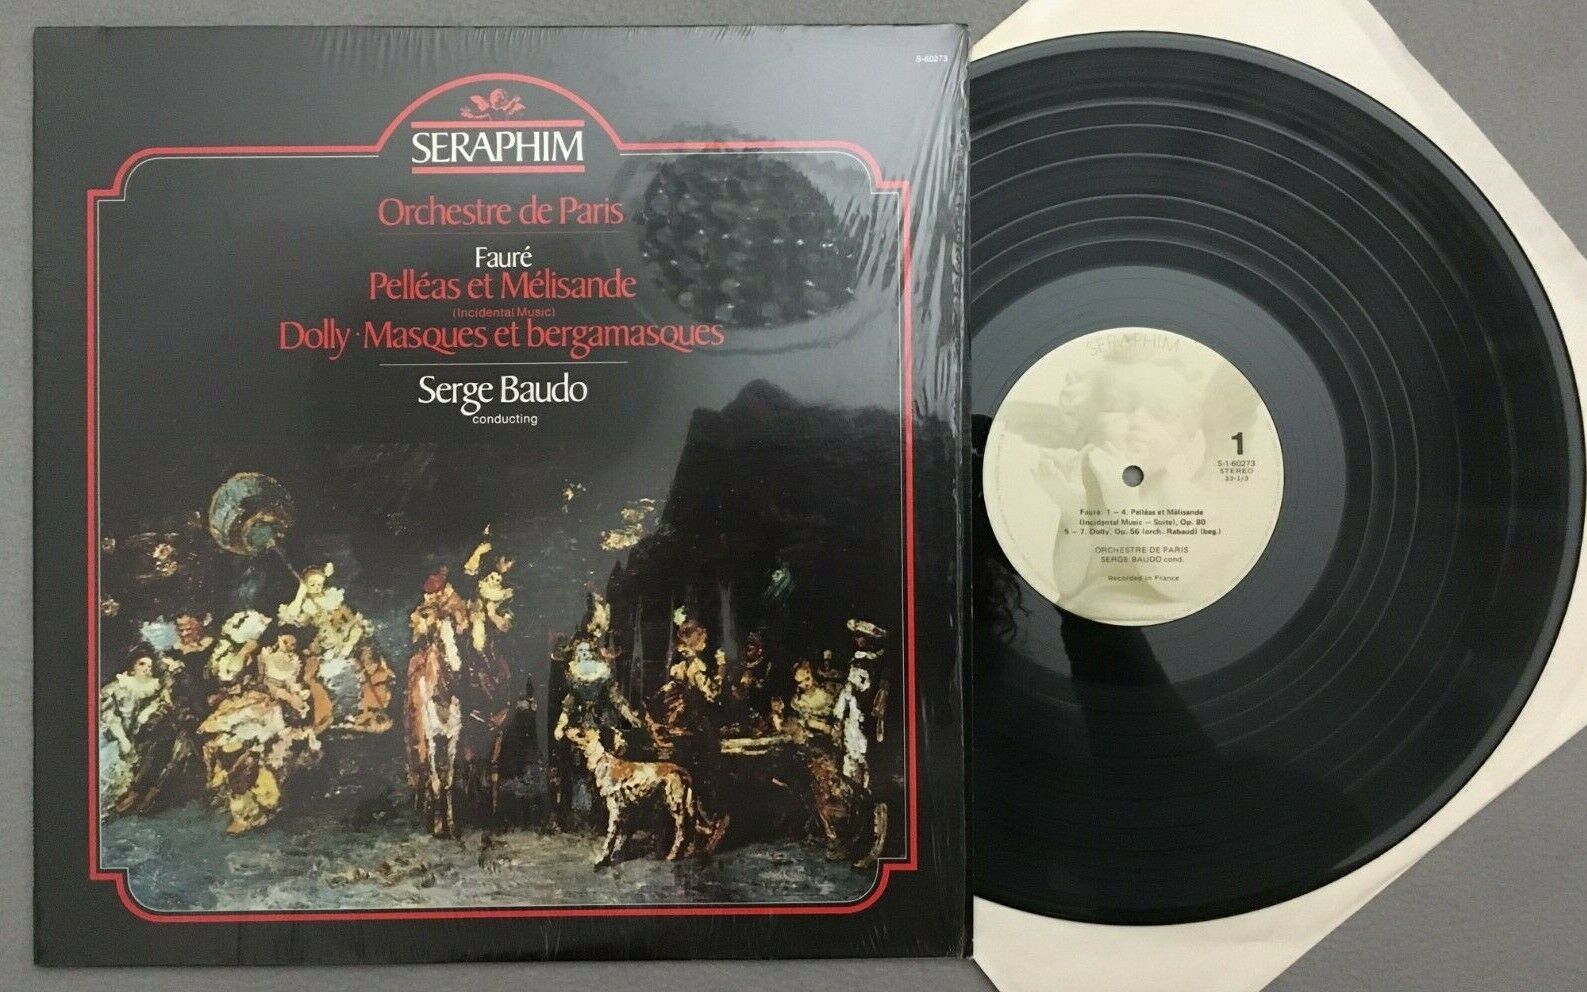 S-60273
SERAPHIM
Orchestre de Paris
Fauré
Pelléas et Mélisande
(Incidental Music)
Dolly · Masques et bergamasques
Serge Baudo
conducting
SERAPHIM
1
S-1-60273
STEREO
33-1/3
Fauré: 1 – 4. Pelléas et Mélisande
(Incidental Music – Suite), Op. 80
5 – 7. Dolly, Op. 56 (orch. Rabaud) (beg.)
ORCHESTRE DE PARIS
SERGE BAUDO cond.
Recorded in France